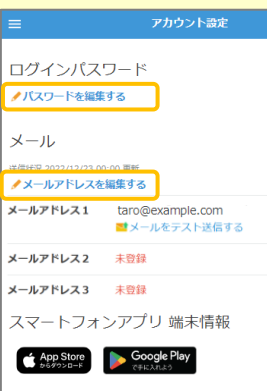 アカウント設定
ログインパスワード
パスワードを編集する
メール
送信状況 2022/12/23 00:00 更新
メールアドレスを編集する
メールアドレス1 taro@example.com
メールをテスト送信する
メールアドレス2 未登録
メールアドレス3 未登録
スマートフォンアプリ 端末情報
App Store
からダウンロード
Google Play
で手に入れよう